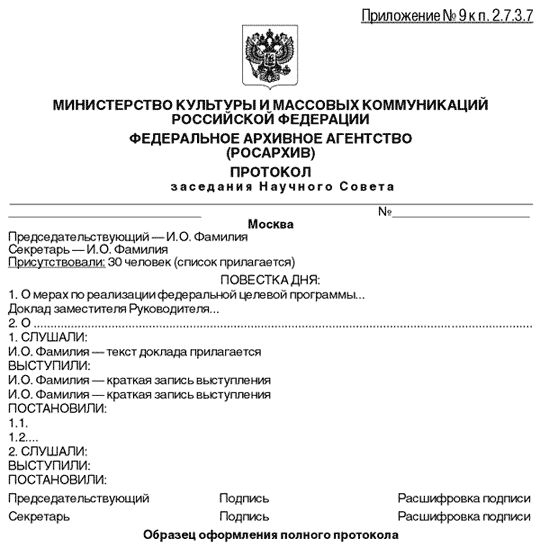 Приложение № 9 к п. 2.7.3.7
МИНИСТЕРСТВО КУЛЬТУРЫ И МАССОВЫХ КОММУНИКАЦИЙ
РОССИЙСКОЙ ФЕДЕРАЦИИ
ФЕДЕРАЛЬНОЕ АРХИВНОЕ АГЕНТСТВО
(РОСАРХИВ)
ПРОТОКОЛ
заседания Научного Совета
№
Москва
Председательствующий — И.О. Фамилия
Секретарь — И.О. Фамилия
Присутствовали: 30 человек (список прилагается)
ПОВЕСТКА ДНЯ:
1. О мерах по реализации федеральной целевой программы...
Доклад заместителя Руководителя...
2. О ........................................................................
1. СЛУШАЛИ:
И.О. Фамилия — текст доклада прилагается
ВЫСТУПИЛИ:
И.О. Фамилия — краткая запись выступления
И.О. Фамилия — краткая запись выступления
ПОСТАНОВИЛИ:
1.1.
1.2....
2. СЛУШАЛИ:
ВЫСТУПИЛИ:
ПОСТАНОВИЛИ:
Председательствующий Подпись Расшифровка подписи
Секретарь Подпись Расшифровка подписи
Образец оформления полного протокола